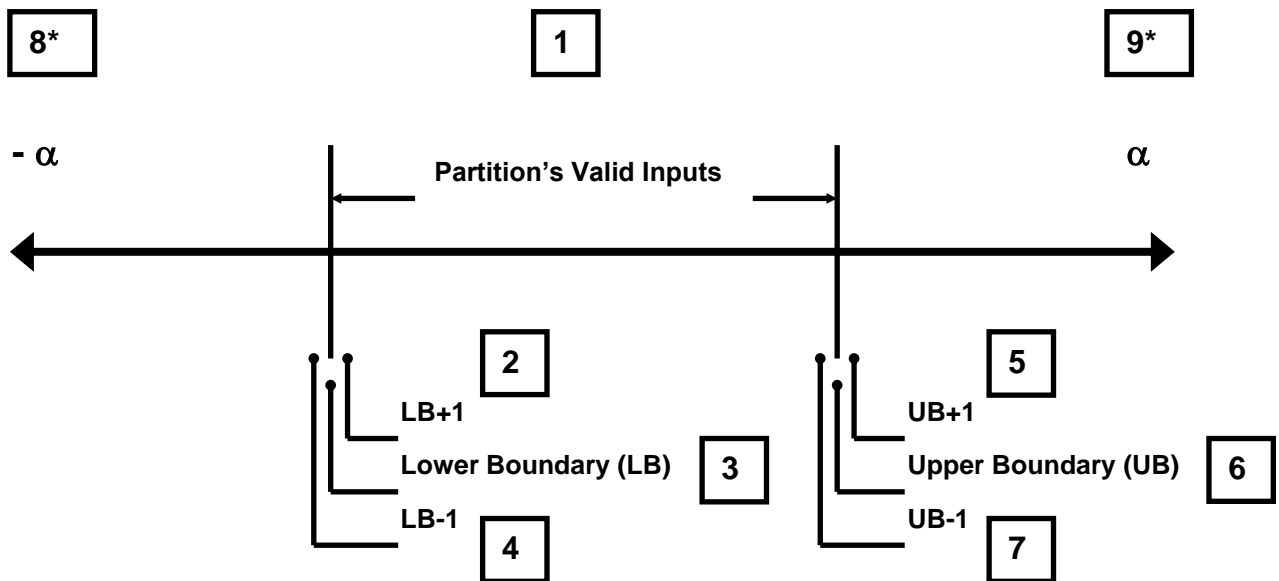 8* 1 9*
- α α
Partition's Valid Inputs
2 5
LB+1 UB+1
Lower Boundary (LB) 3 Upper Boundary (UB) 6
LB-1 UB-1
4 7